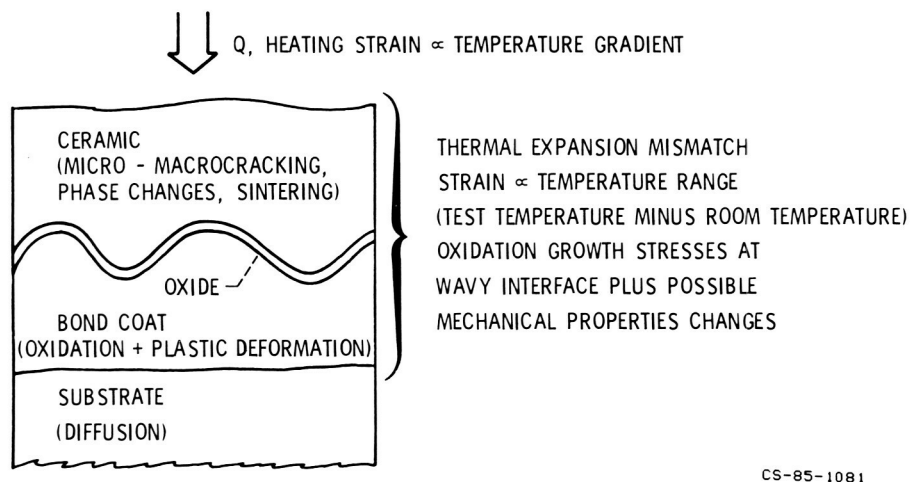 Q, HEATING STRAIN ∝ TEMPERATURE GRADIENT
CERAMIC
(MICRO - MACROCRACKING,
PHASE CHANGES, SINTERING)
OXIDE
BOND COAT
(OXIDATION + PLASTIC DEFORMATION)
SUBSTRATE
(DIFFUSION)
THERMAL EXPANSION MISMATCH
STRAIN ∝ TEMPERATURE RANGE
(TEST TEMPERATURE MINUS ROOM TEMPERATURE)
OXIDATION GROWTH STRESSES AT
WAVY INTERFACE PLUS POSSIBLE
MECHANICAL PROPERTIES CHANGES
CS-85-1081